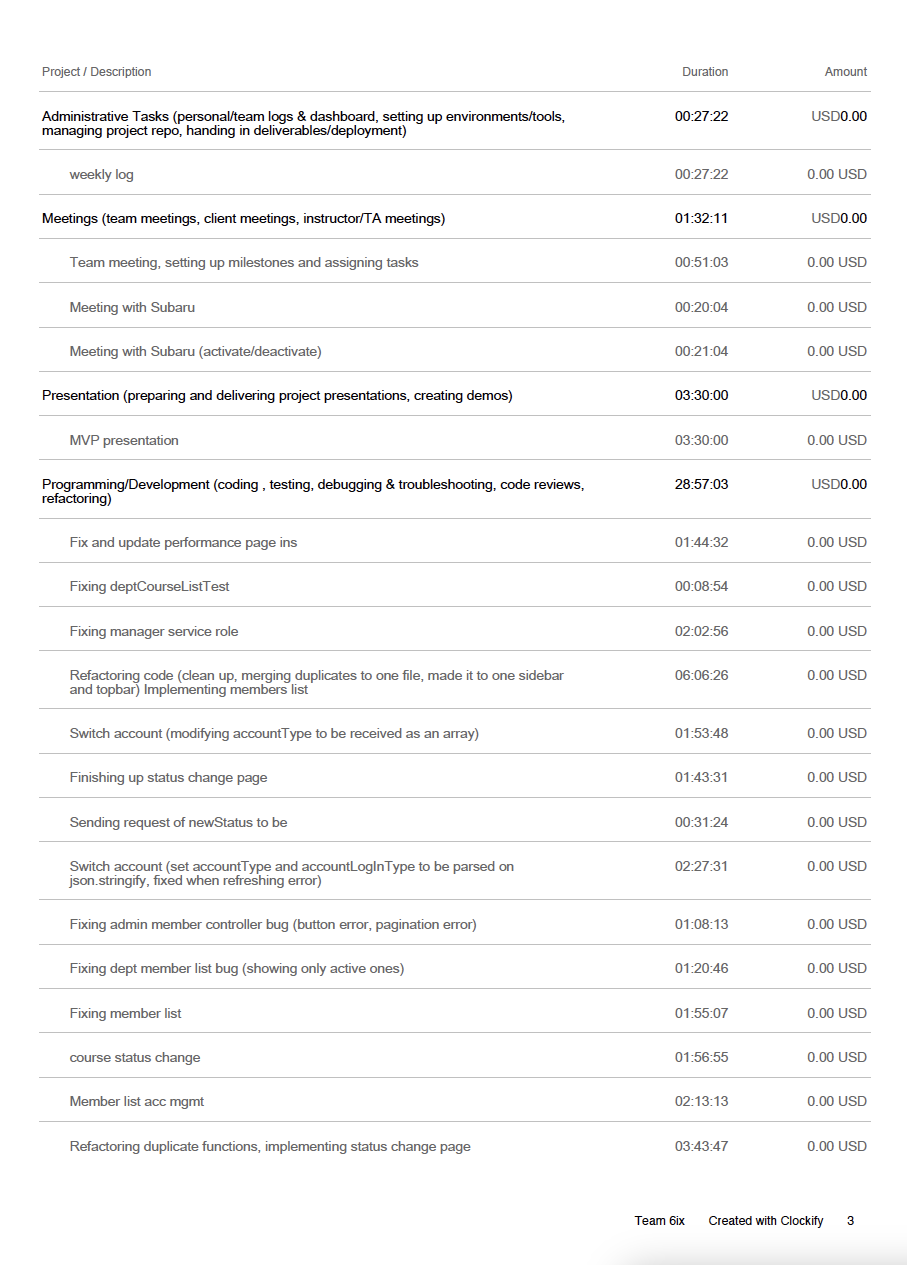 Project / Description Duration Amount
Administrative Tasks (personal/team logs & dashboard, setting up environments/tools, 00:27:22 USD0.00
managing project repo, handing in deliverables/deployment)
weekly log 00:27:22 0.00 USD
Meetings (team meetings, client meetings, instructor/TA meetings) 01:32:11 USD0.00
Team meeting, setting up milestones and assigning tasks 00:51:03 0.00 USD
Meeting with Subaru 00:20:04 0.00 USD
Meeting with Subaru (activate/deactivate) 00:21:04 0.00 USD
Presentation (preparing and delivering project presentations, creating demos) 03:30:00 USD0.00
MVP presentation 03:30:00 0.00 USD
Programming/Development (coding , testing, debugging & troubleshooting, code reviews, 28:57:03 USD0.00
refactoring)
Fix and update performance page ins 01:44:32 0.00 USD
Fixing deptCourseListTest 00:08:54 0.00 USD
Fixing manager service role 02:02:56 0.00 USD
Refactoring code (clean up, merging duplicates to one file, made it to one sidebar 06:06:26 0.00 USD
and topbar) Implementing members list
Switch account (modifying accountType to be received as an array) 01:53:48 0.00 USD
Finishing up status change page 01:43:31 0.00 USD
Sending request of newStatus to be 00:31:24 0.00 USD
Switch account (set accountType and accountLogInType to be parsed on 02:27:31 0.00 USD
json.stringify, fixed when refreshing error)
Fixing admin member controller bug (button error, pagination error) 01:08:13 0.00 USD
Fixing dept member list bug (showing only active ones) 01:20:46 0.00 USD
Fixing member list 01:55:07 0.00 USD
course status change 01:56:55 0.00 USD
Member list acc mgmt 02:13:13 0.00 USD
Refactoring duplicate functions, implementing status change page 03:43:47 0.00 USD
Team 6ix Created with Clockify 3